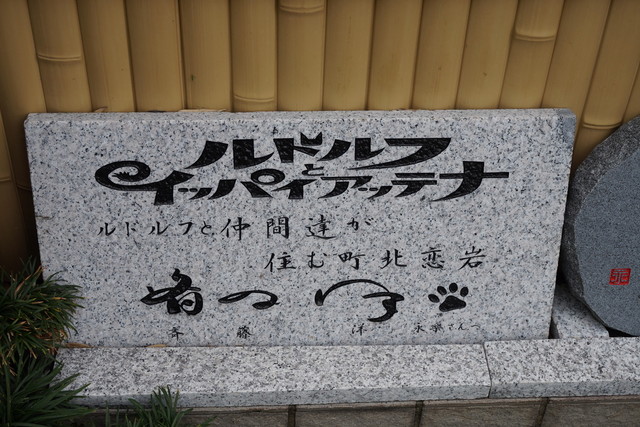 ルドルフ
と
イッパイアッテナ
ルドルフと仲間達が
住む町北恋岩
斉藤 洋